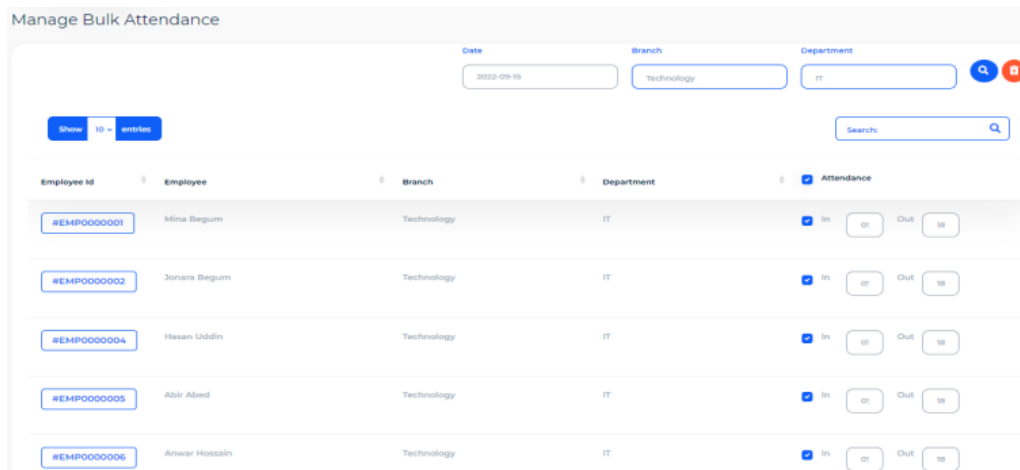 Manage Bulk Attendance
Date Branch Department
2022-09-15 Technology IT
Show 10 entries Search:
Employee Id Employee Branch Department Attendance
#EMP0000001 Mina Begum Technology IT In Out 18
#EMP0000002 Jonara Begum Technology IT In Out 18
#EMP0000004 Hasan Uddin Technology IT In Out 18
#EMP0000005 Abir Abed Technology IT In Out 18
#EMP0000006 Anwar Hossain Technology IT In Out 18